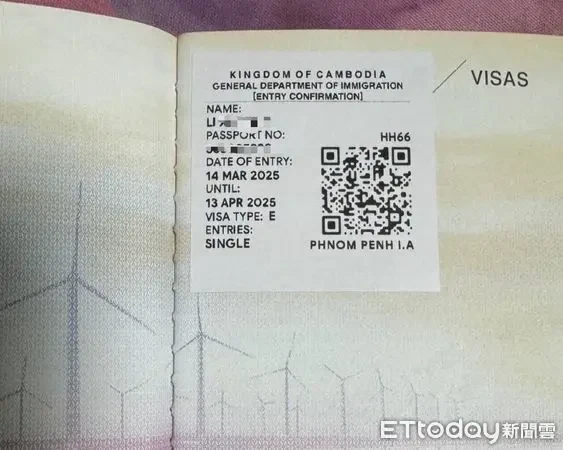 KINGDOM OF CAMBODIA
GENERAL DEPARTMENT OF IMMIGRATION
[ENTRY CONFIRMATION]
NAME:
PASSPORT NO:
HH66
DATE OF ENTRY:
14 MAR 2025
UNTIL:
13 APR 2025
VISA TYPE: E
ENTRIES:
SINGLE
PHNOM PENH I.A
VISAS
ETtoday新聞雲